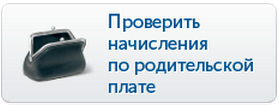 Проверить
начисления
по родительской
плате